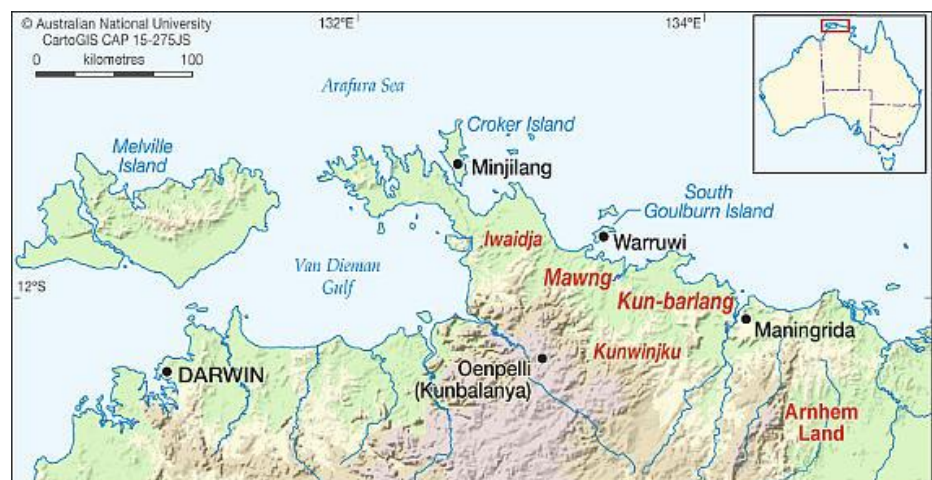 © Australian National University
CartoGIS CAP 15-275JS
0 kilometres 100
132°E
134°E
Arafura Sea
Croker Island
Melville
Island
Minjilang
South
Goulburn Island
Iwaidja
Warruwi
Van Dieman
Gulf
Mawng
12°S
Kun-barlang
Maningrida
Kunwinjku
Oenpelli
(Kunbalanya)
DARWIN
Arnhem
Land